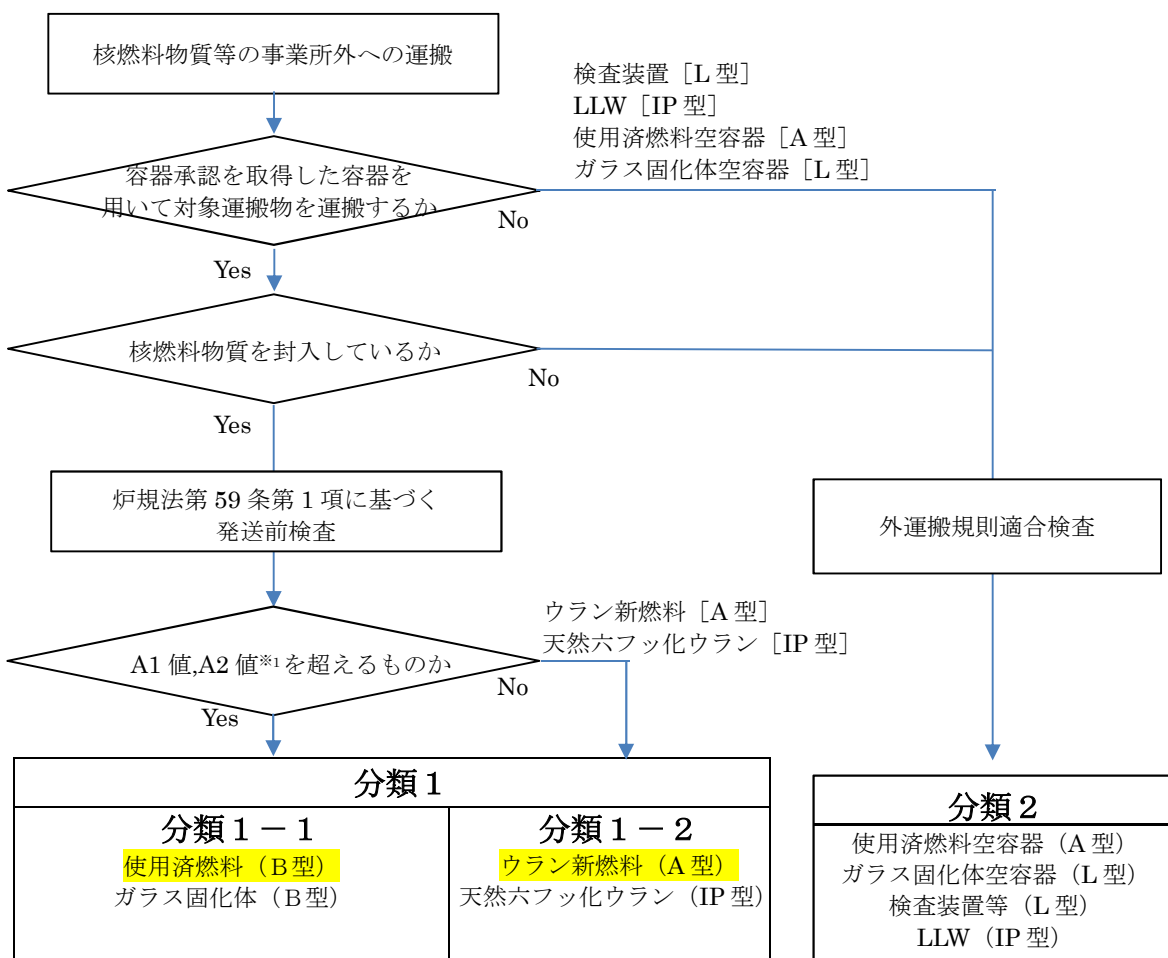 核燃料物質等の事業所外への運搬
検査装置［L 型］
LLW［IP 型］
使用済燃料空容器［A 型］
ガラス固化体空容器［L 型］
容器承認を取得した容器を
用いて対象運搬物を運搬するか
No
Yes
核燃料物質を封入しているか
No
Yes
炉規法第 59 条第 1 項に基づく
発送前検査
外運搬規則適合検査
ウラン新燃料［A 型］
天然六フッ化ウラン［IP 型］
A1 値,A2 値※1を超えるものか
No
Yes
分類１
分類１－１
使用済燃料（B 型）
ガラス固化体（Ｂ型）
分類１－２
ウラン新燃料（A 型）
天然六フッ化ウラン（IP 型）
分類２
使用済燃料空容器（A 型）
ガラス固化体空容器（L 型）
検査装置等（L 型）
LLW（IP 型）